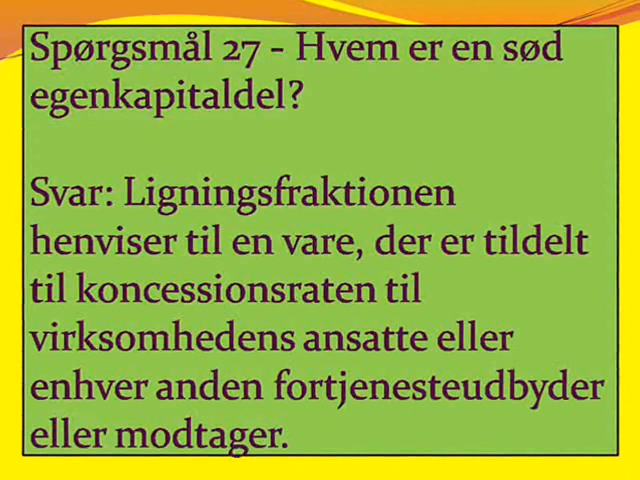 Spørgsmål 27 - Hvem er en sød
egenkapitaldel?
Svar: Ligningsfraktionen
henviser til en vare, der er tildelt
til koncessionsraten til
virksomhedens ansatte eller
enhver anden fortjenesteudbyder
eller modtager.